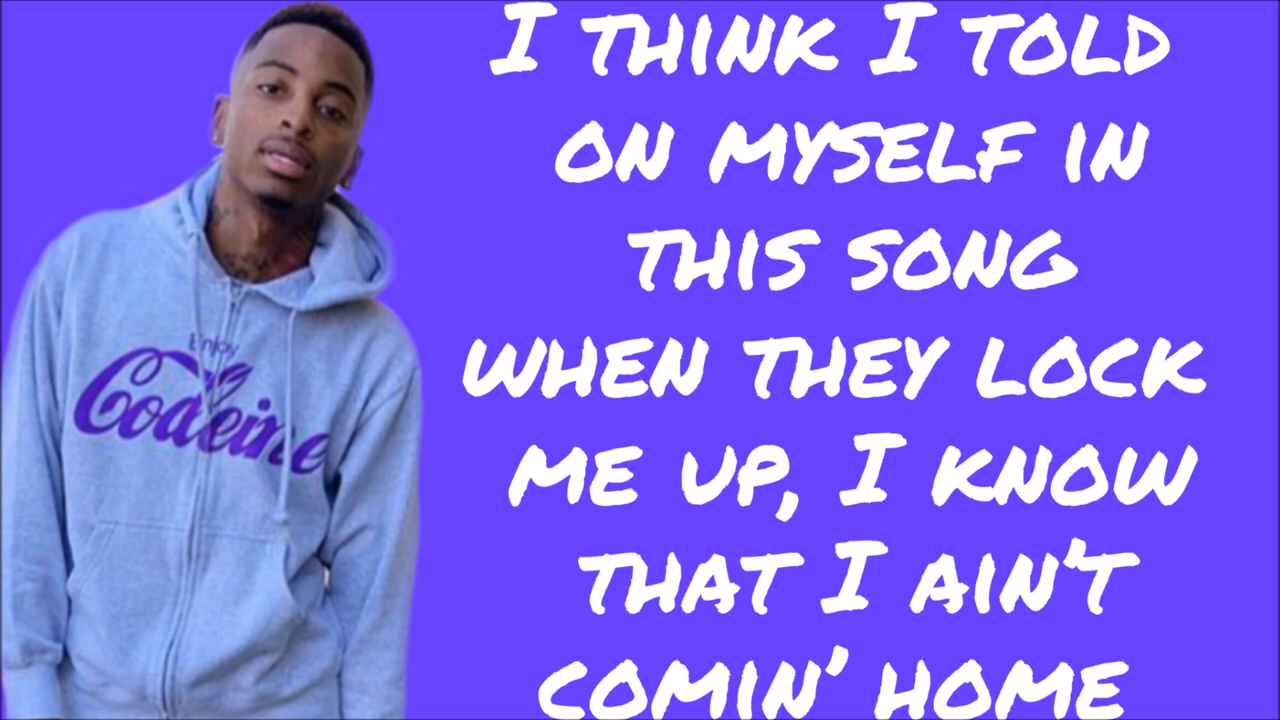 I THINK I TOLD
ON MYSELF IN
THIS SONG
WHEN THEY LOCK
ME UP, I KNOW
THAT I AIN'T
COMIN' HOME
Enjoy
Codeine